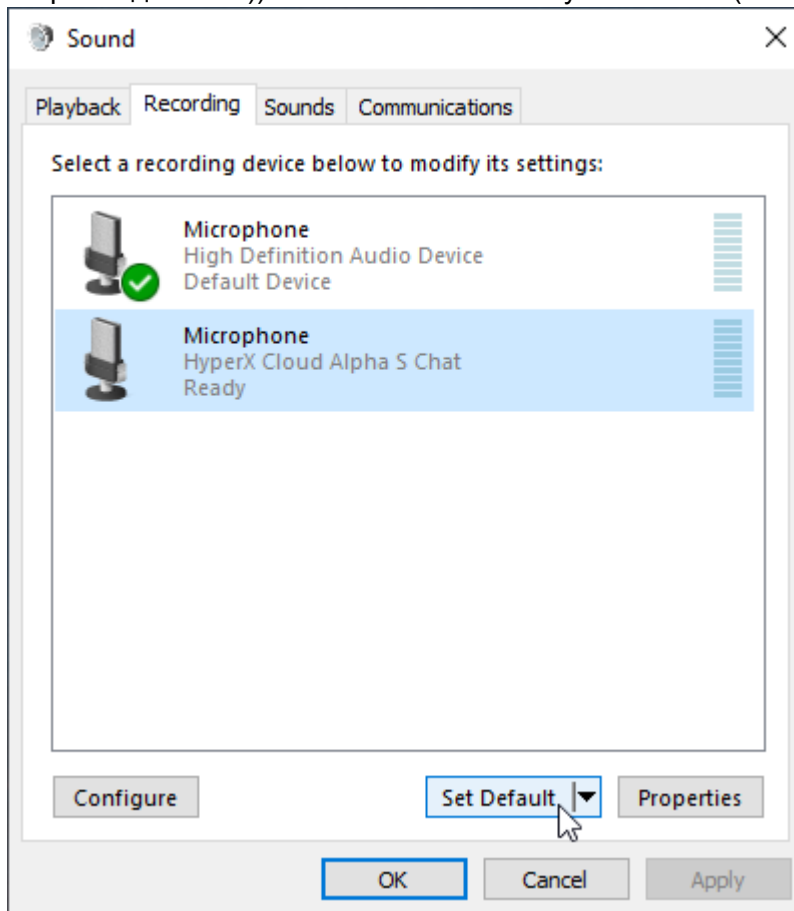 Sound
Playback Recording Sounds Communications
Select a recording device below to modify its settings:
Microphone
High Definition Audio Device
Default Device
Microphone
HyperX Cloud Alpha S Chat
Ready
Configure Set Default Properties
OK Cancel Apply